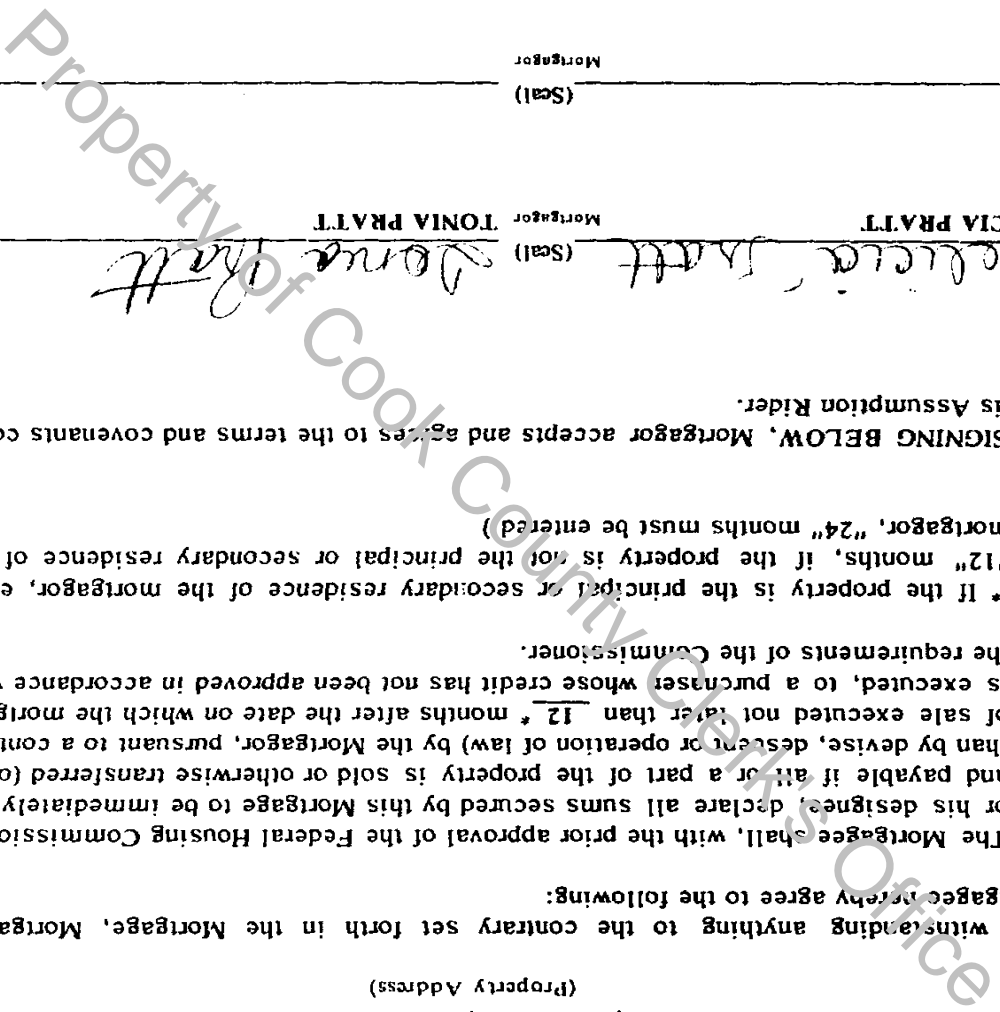 (Property Address)
withstanding anything to the contrary set forth in the Mortgage, Mortga
gagee hereby agree to the following:
The Mortgagee shall, with the prior approval of the Federal Housing Commissio
or his designee, declare all sums secured by this Mortgage to be immediately
and payable if all or a part of the property is sold or otherwise transferred (o
than by devise, descent or operation of law) by the Mortgagor, pursuant to a cont
of sale executed not later than 12 * months after the date on which the mortg
is executed, to a purchaser whose credit has not been approved in accordance w
he requirements of the Commissioner.
* If the property is the principal or secondary residence of the mortgagor, e
"12" months, if the property is not the principal or secondary residence of
mortgagor, "24" months must be entered )
SIGNING BELOW, Mortgagor accepts and agrees to the terms and covenants co
is Assumption Rider.
elicia Pratt (Seal) Tonia Pratt
CIA PRATT Mortgagor TONIA PRATT
(Seal)
Mortgagor
Property of Cook County Clerk's Office